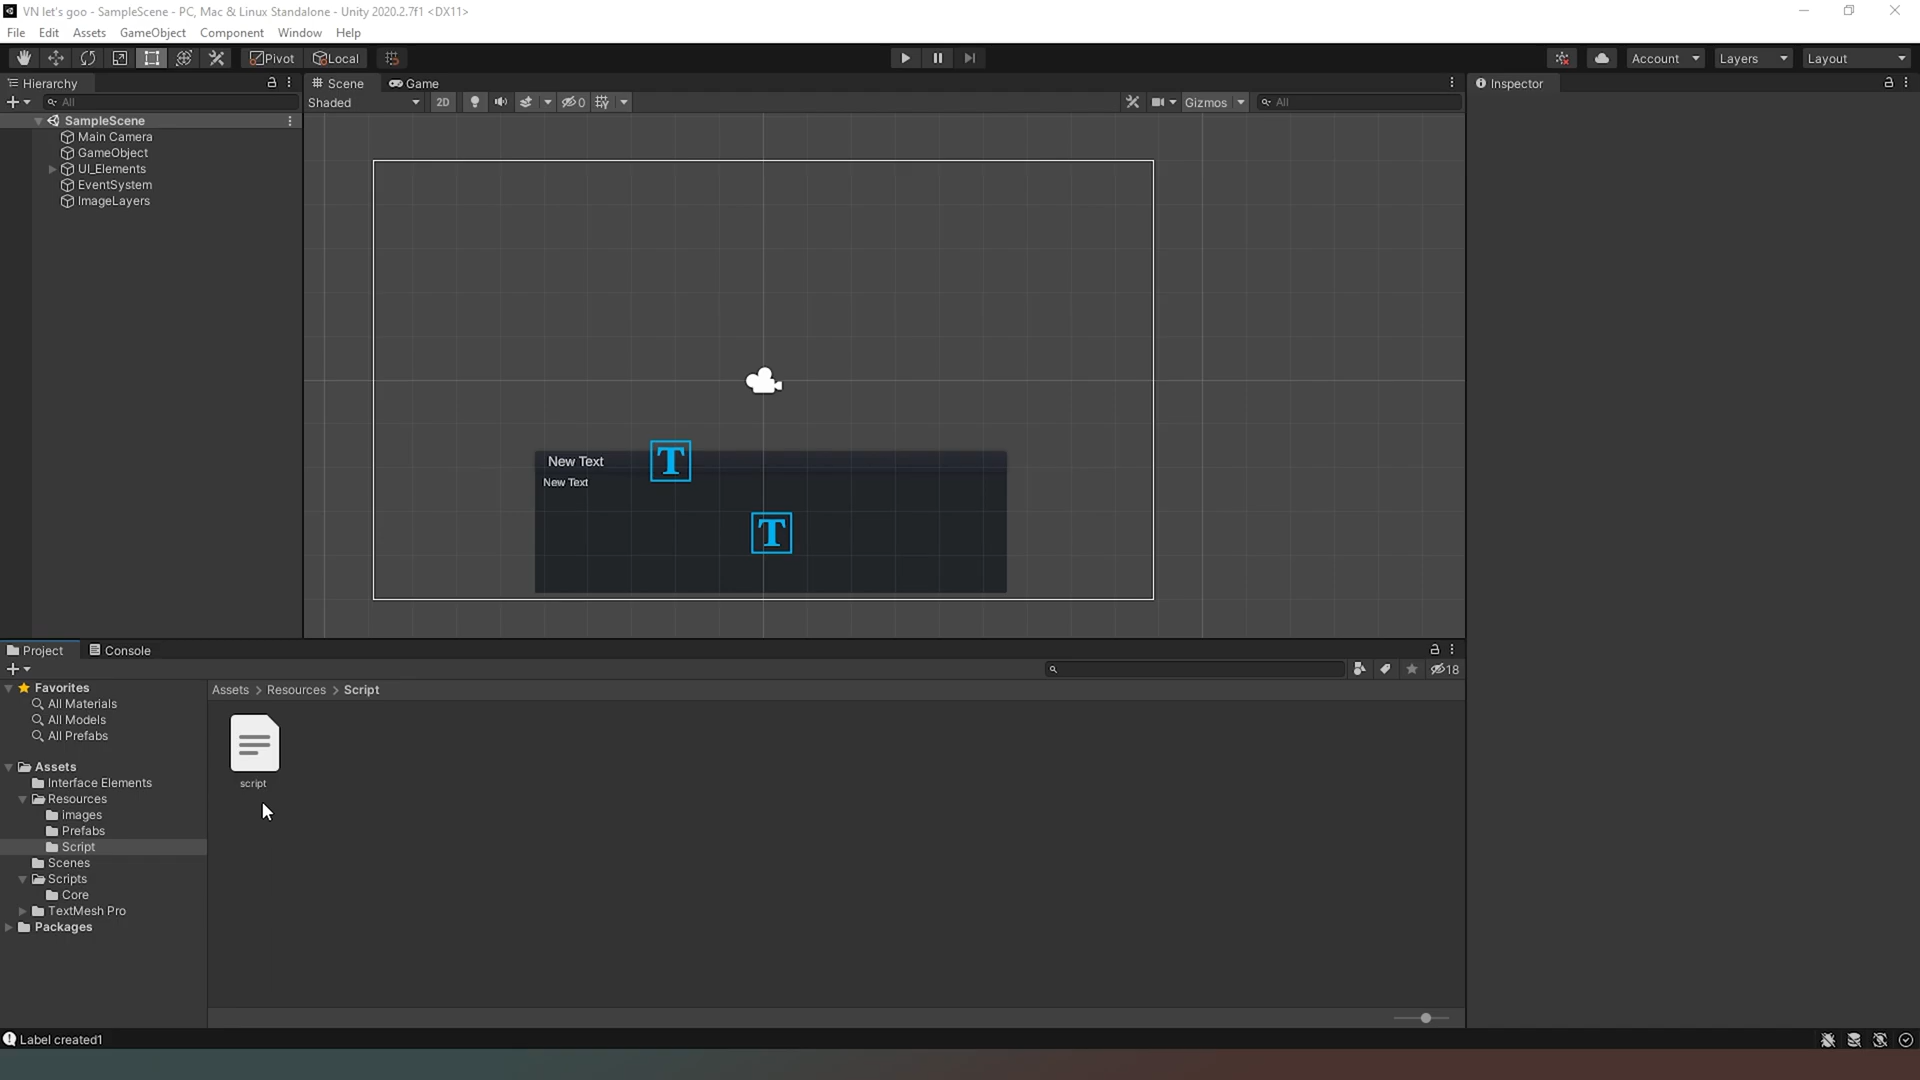 VN let's goo - SampleScene - PC, Mac & Linux Standalone - Unity 2020.2.7f1 <DX11>
File Edit Assets GameObject Component Window Help
Pivot Local Account Layers Layout
Hierarchy
All
SampleScene
Main Camera
GameObject
UI_Elements
EventSystem
ImageLayers
Scene Game
Shaded 2D 0 Gizmos All
New Text
T
New Text
T
Inspector
Project Console
18
Favorites
All Materials
All Models
All Prefabs
Assets
Interface Elements
Resources
images
Prefabs
Script
Scenes
Scripts
Core
TextMesh Pro
Packages
Assets > Resources > Script
script
Label created1